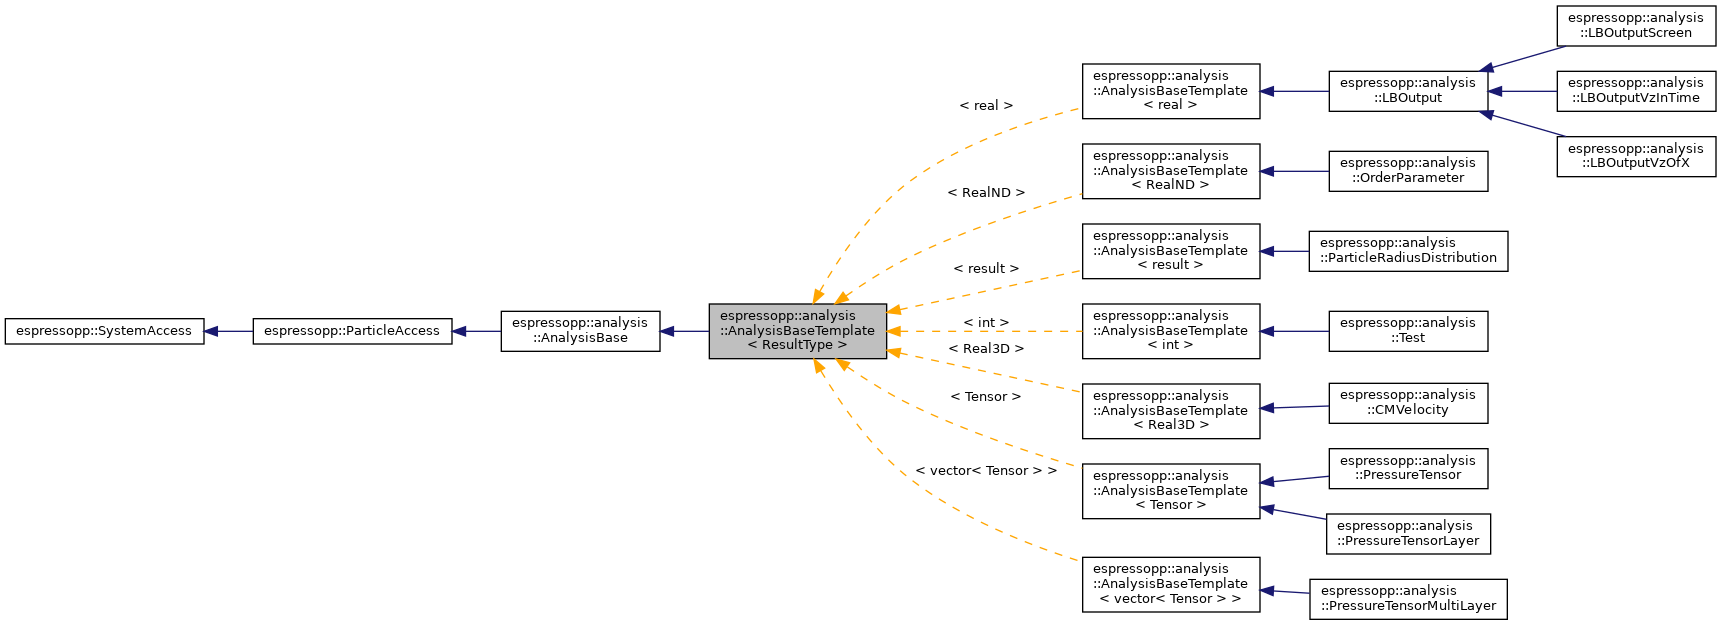 espressopp::SystemAccess
espressopp::ParticleAccess
espressopp::analysis
::AnalysisBase
espressopp::analysis
::AnalysisBaseTemplate
< ResultType >
< real >
< RealND >
< result >
< int >
< Real3D >
< Tensor >
< vector< Tensor > >
espressopp::analysis
::AnalysisBaseTemplate
< real >
espressopp::analysis
::AnalysisBaseTemplate
< RealND >
espressopp::analysis
::AnalysisBaseTemplate
< result >
espressopp::analysis
::AnalysisBaseTemplate
< int >
espressopp::analysis
::AnalysisBaseTemplate
< Real3D >
espressopp::analysis
::AnalysisBaseTemplate
< Tensor >
espressopp::analysis
::AnalysisBaseTemplate
< vector< Tensor > >
espressopp::analysis
::LBOutput
espressopp::analysis
::OrderParameter
espressopp::analysis
::ParticleRadiusDistribution
espressopp::analysis
::Test
espressopp::analysis
::CMVelocity
espressopp::analysis
::PressureTensor
espressopp::analysis
::PressureTensorLayer
espressopp::analysis
::PressureTensorMultiLayer
espressopp::analysis
::LBOutputScreen
espressopp::analysis
::LBOutputVzInTime
espressopp::analysis
::LBOutputVzOfX